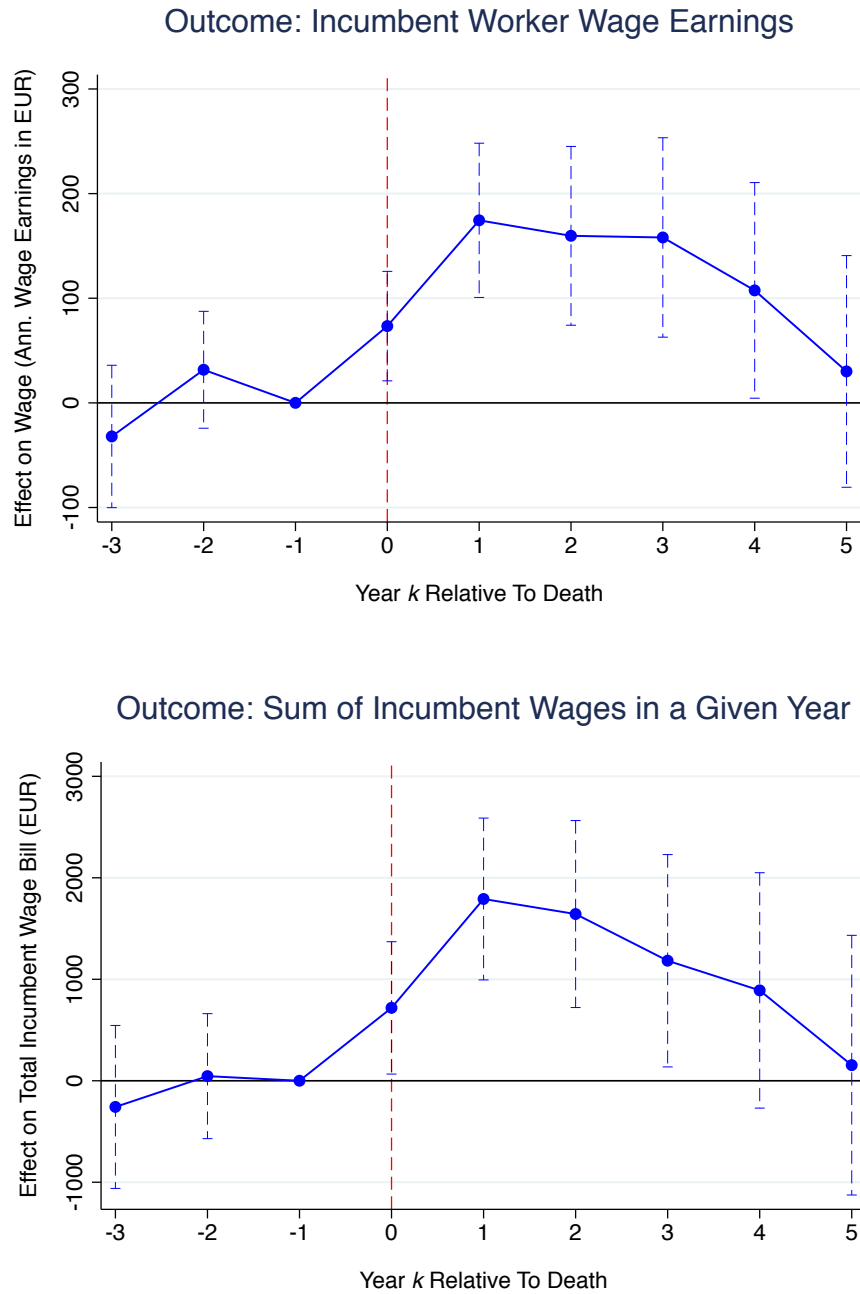 Outcome: Incumbent Worker Wage Earnings
Effect on Wage (Ann. Wage Earnings in EUR)
300
200
100
0
-100
-3 -2 -1 0 1 2 3 4 5
Year k Relative To Death
Outcome: Sum of Incumbent Wages in a Given Year
Effect on Total Incumbent Wage Bill (EUR)
3000
2000
1000
0
-1000
-3 -2 -1 0 1 2 3 4 5
Year k Relative To Death